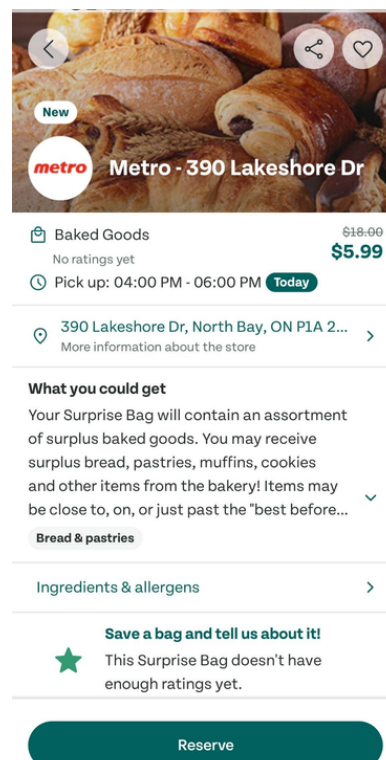 New
metro
Metro - 390 Lakeshore Dr
Baked Goods
$18.00
No ratings yet
$5.99
Pick up: 04:00 PM - 06:00 PM Today
390 Lakeshore Dr, North Bay, ON P1A 2...
More information about the store
What you could get
Your Surprise Bag will contain an assortment
of surplus baked goods. You may receive
surplus bread, pastries, muffins, cookies
and other items from the bakery! Items may
be close to, on, or just past the "best before...
Bread & pastries
Ingredients & allergens
Save a bag and tell us about it!
This Surprise Bag doesn't have
enough ratings yet.
Reserve